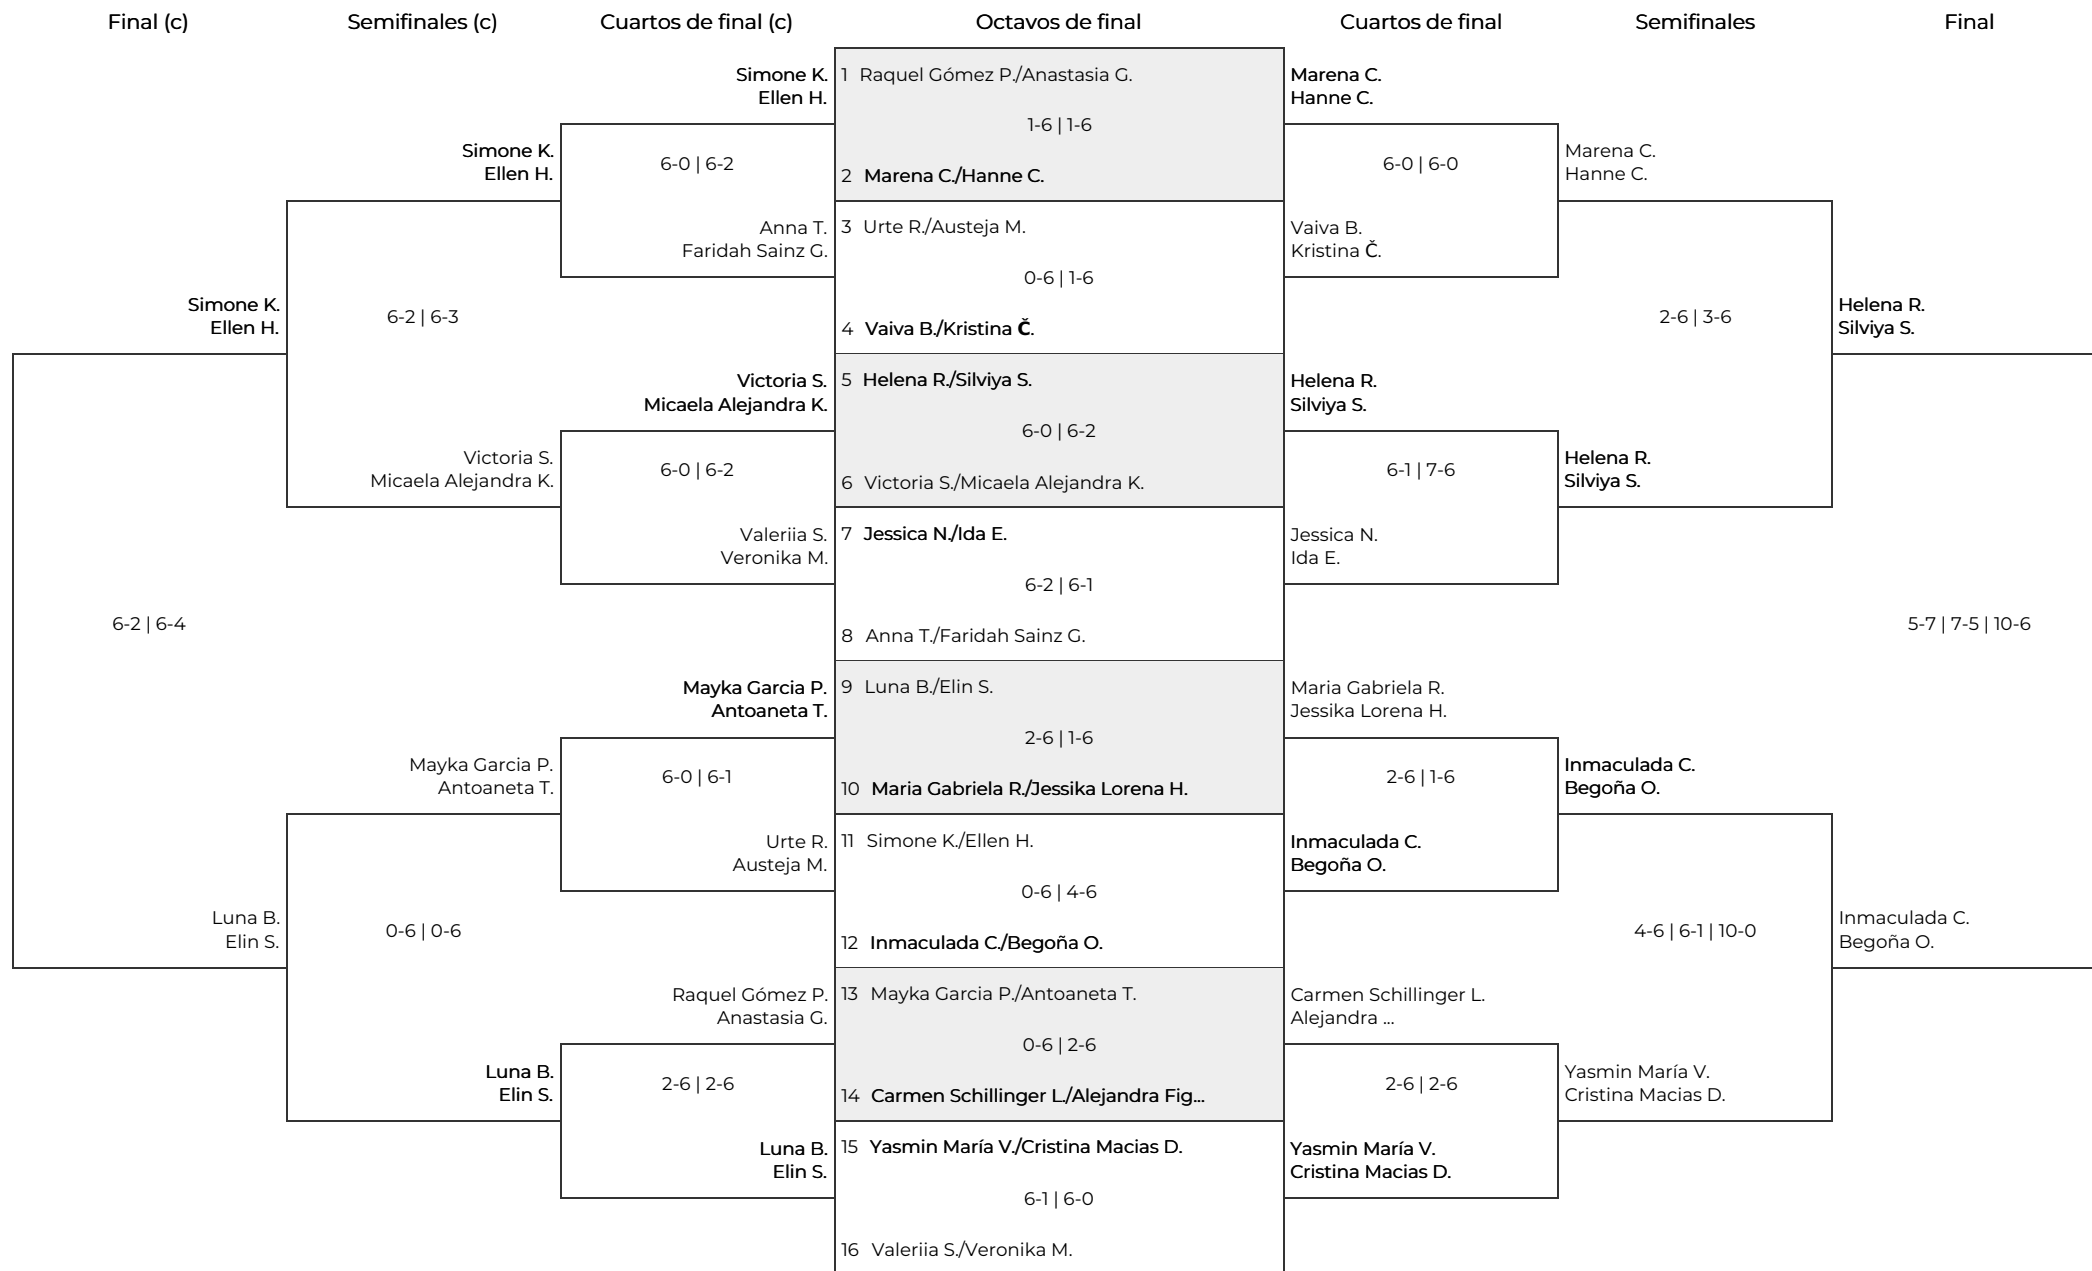 Final (c)
Semifinales (c)
Cuartos de final (c)
Octavos de final
Cuartos de final
Semifinales
Final
Simone K.
Ellen H.
6-2 | 6-4
Luna B.
Elin S.
Simone K.
Ellen H.
6-2 | 6-3
Victoria S.
Micaela Alejandra K.
Mayka Garcia P.
Antoaneta T.
0-6 | 0-6
Luna B.
Elin S.
Simone K.
Ellen H.
6-0 | 6-2
Anna T.
Faridah Sainz G.
Victoria S.
Micaela Alejandra K.
6-0 | 6-2
Valeriia S.
Veronika M.
Mayka Garcia P.
Antoaneta T.
6-0 | 6-1
Urte R.
Austeja M.
Raquel Gómez P.
Anastasia G.
2-6 | 2-6
Luna B.
Elin S.
1 Raquel Gómez P./Anastasia G.
1-6 | 1-6
2 Marena C./Hanne C.
3 Urte R./Austeja M.
0-6 | 1-6
4 Vaiva B./Kristina Č.
5 Helena R./Silviya S.
6-0 | 6-2
6 Victoria S./Micaela Alejandra K.
7 Jessica N./Ida E.
6-2 | 6-1
8 Anna T./Faridah Sainz G.
9 Luna B./Elin S.
2-6 | 1-6
10 Maria Gabriela R./Jessika Lorena H.
11 Simone K./Ellen H.
0-6 | 4-6
12 Inmaculada C./Begoña O.
13 Mayka Garcia P./Antoaneta T.
0-6 | 2-6
14 Carmen Schillinger L./Alejandra Fig...
15 Yasmin María V./Cristina Macias D.
6-1 | 6-0
16 Valeriia S./Veronika M.
Marena C.
Hanne C.
6-0 | 6-0
Vaiva B.
Kristina Č.
Helena R.
Silviya S.
6-1 | 7-6
Jessica N.
Ida E.
Maria Gabriela R.
Jessika Lorena H.
2-6 | 1-6
Inmaculada C.
Begoña O.
Carmen Schillinger L.
Alejandra ...
2-6 | 2-6
Yasmin María V.
Cristina Macias D.
Marena C.
Hanne C.
2-6 | 3-6
Helena R.
Silviya S.
Inmaculada C.
Begoña O.
4-6 | 6-1 | 10-0
Yasmin María V.
Cristina Macias D.
Helena R.
Silviya S.
5-7 | 7-5 | 10-6
Inmaculada C.
Begoña O.